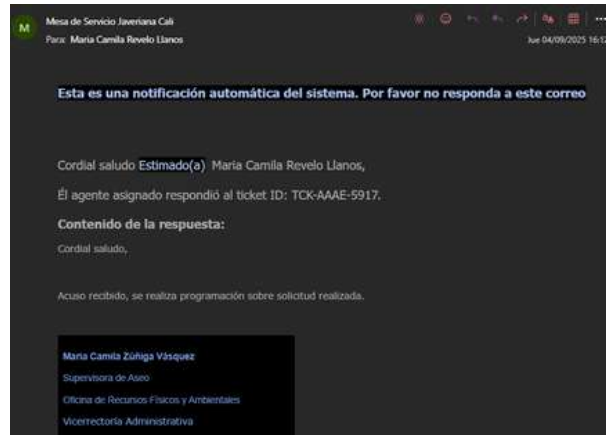 M
Mesa de Servicio Javeriana Cali
Para: Maria Camila Revelo Llanos
Jue 04/09/2025 16:12
Esta es una notificación automática del sistema. Por favor no responda a este correo
Cordial saludo Estimado(a) Maria Camila Revelo Llanos,
Él agente asignado respondió al ticket ID: TCK-AAAE-5917.
Contenido de la respuesta:
Cordial saludo,
Acuso recibido, se realiza programación sobre solicitud realizada.
Maria Camila Zúñiga Vásquez
Supervisora de Aseo
Oficina de Recursos Físicos y Ambientales
Vicerrectoría Administrativa